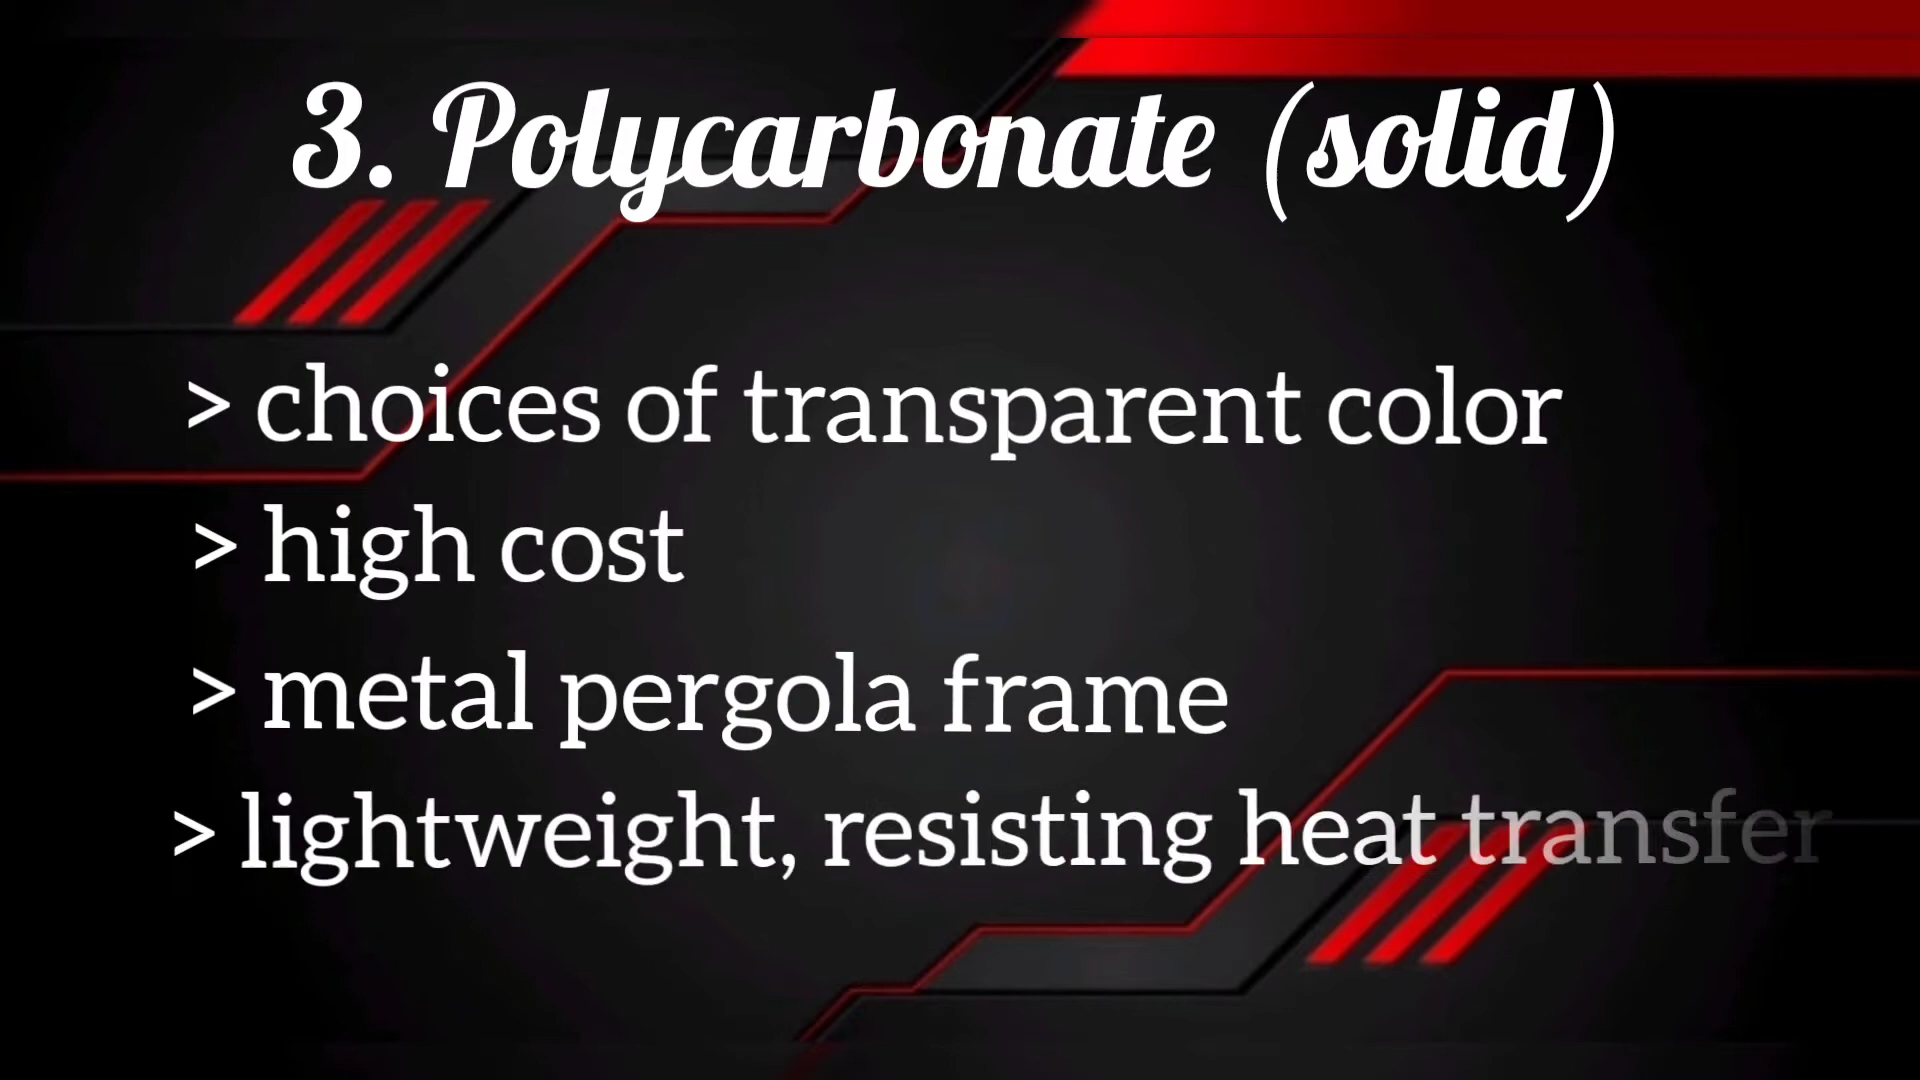 3. Polycarbonate (solid)
> choices of transparent color
> high cost
> metal pergola frame
> lightweight, resisting heat transfer